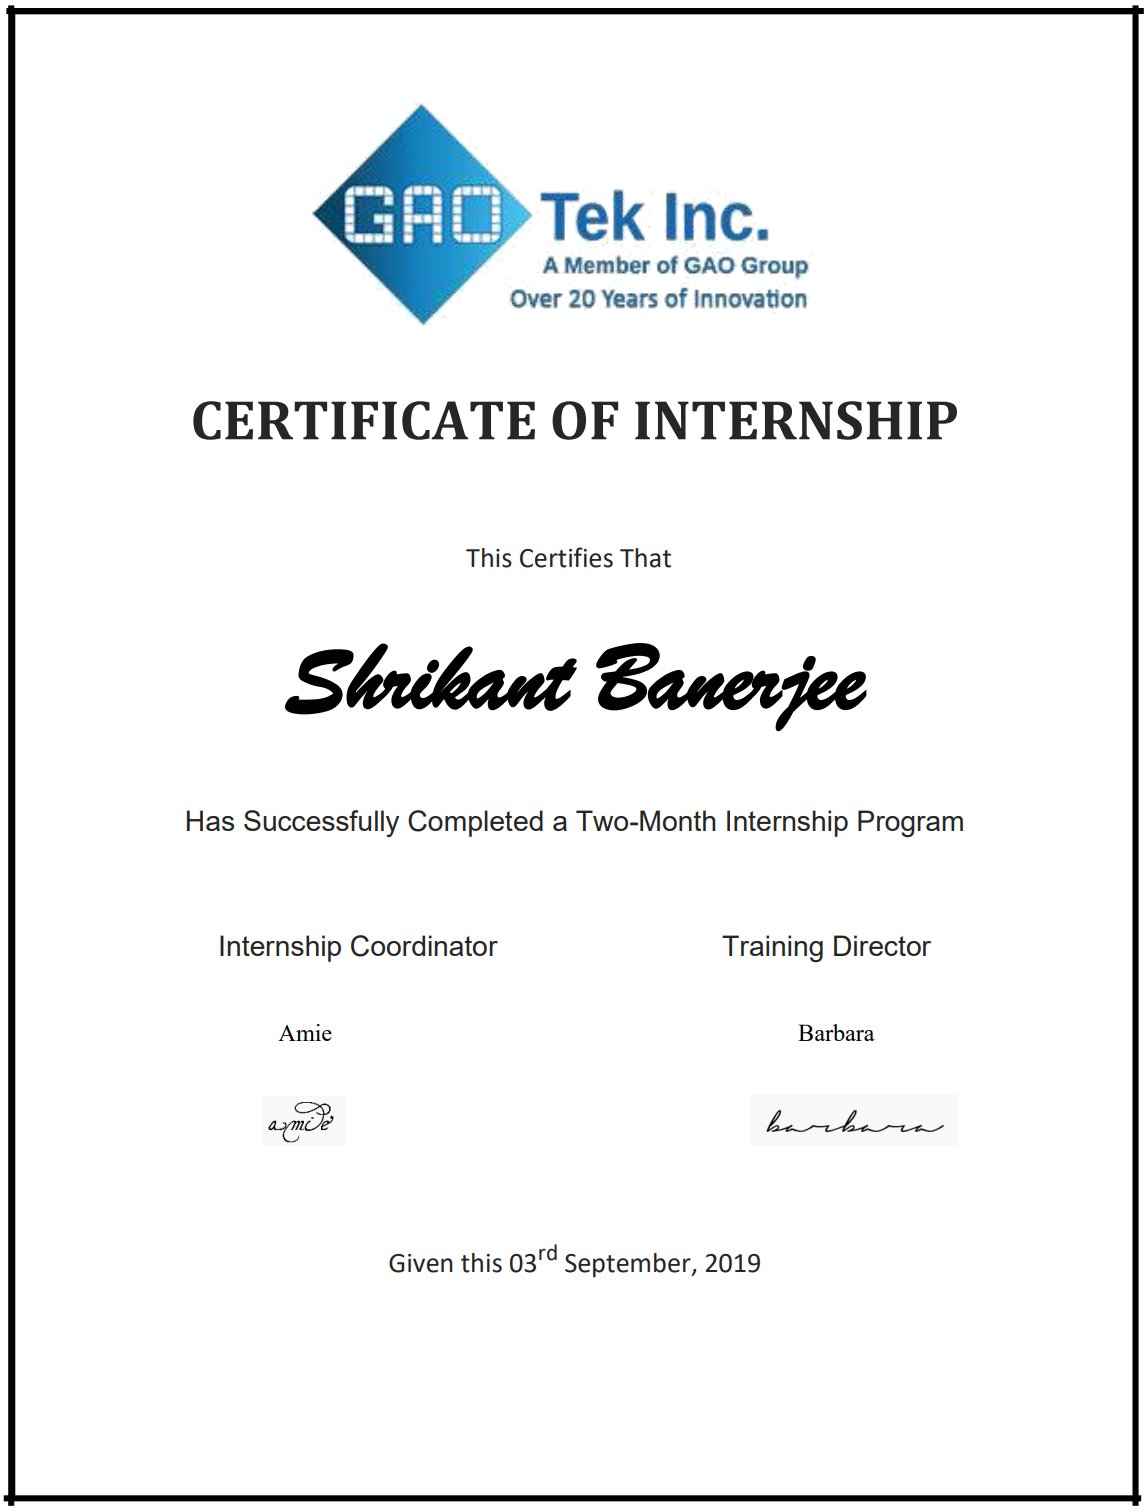 GAO Tek Inc.
A Member of GAO Group
Over 20 Years of Innovation
CERTIFICATE OF INTERNSHIP
This Certifies That
Shrikant Banerjee
Has Successfully Completed a Two-Month Internship Program
Internship Coordinator Training Director
Amie Barbara
amie barbara
Given this 03rd September, 2019